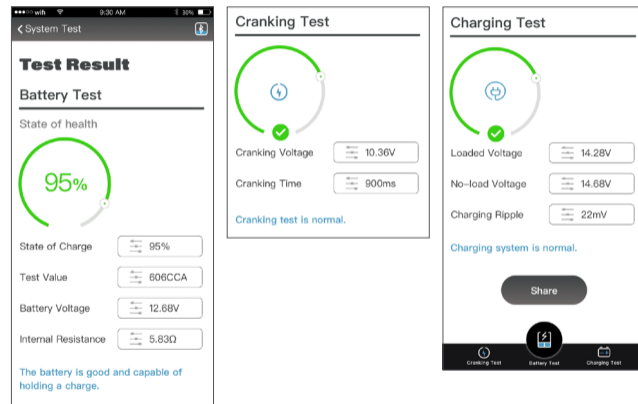 wifi 9:30 AM 30%
System Test
Test Result
Battery Test
State of health
95%
State of Charge 95%
Test Value 606CCA
Battery Voltage 12.68V
Internal Resistance 5.83Ω
The battery is good and capable of
holding a charge.
Cranking Test
Cranking Voltage 10.36V
Cranking Time 900ms
Cranking test is normal.
Charging Test
Loaded Voltage 14.28V
No-load Voltage 14.68V
Charging Ripple 22mV
Charging system is normal.
Share
Cranking Test Battery Test Charging Test